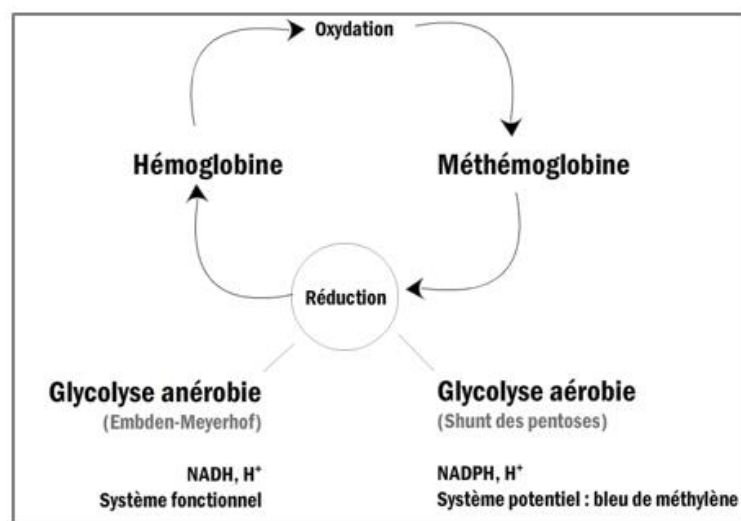 Oxydation
Hémoglobine
Méthémoglobine
Réduction
Glycolyse anérobie
(Embden-Meyerhof)
NADH, H⁺
Système fonctionnel
Glycolyse aérobie
(Shunt des pentoses)
NADPH, H⁺
Système potentiel : bleu de méthylène